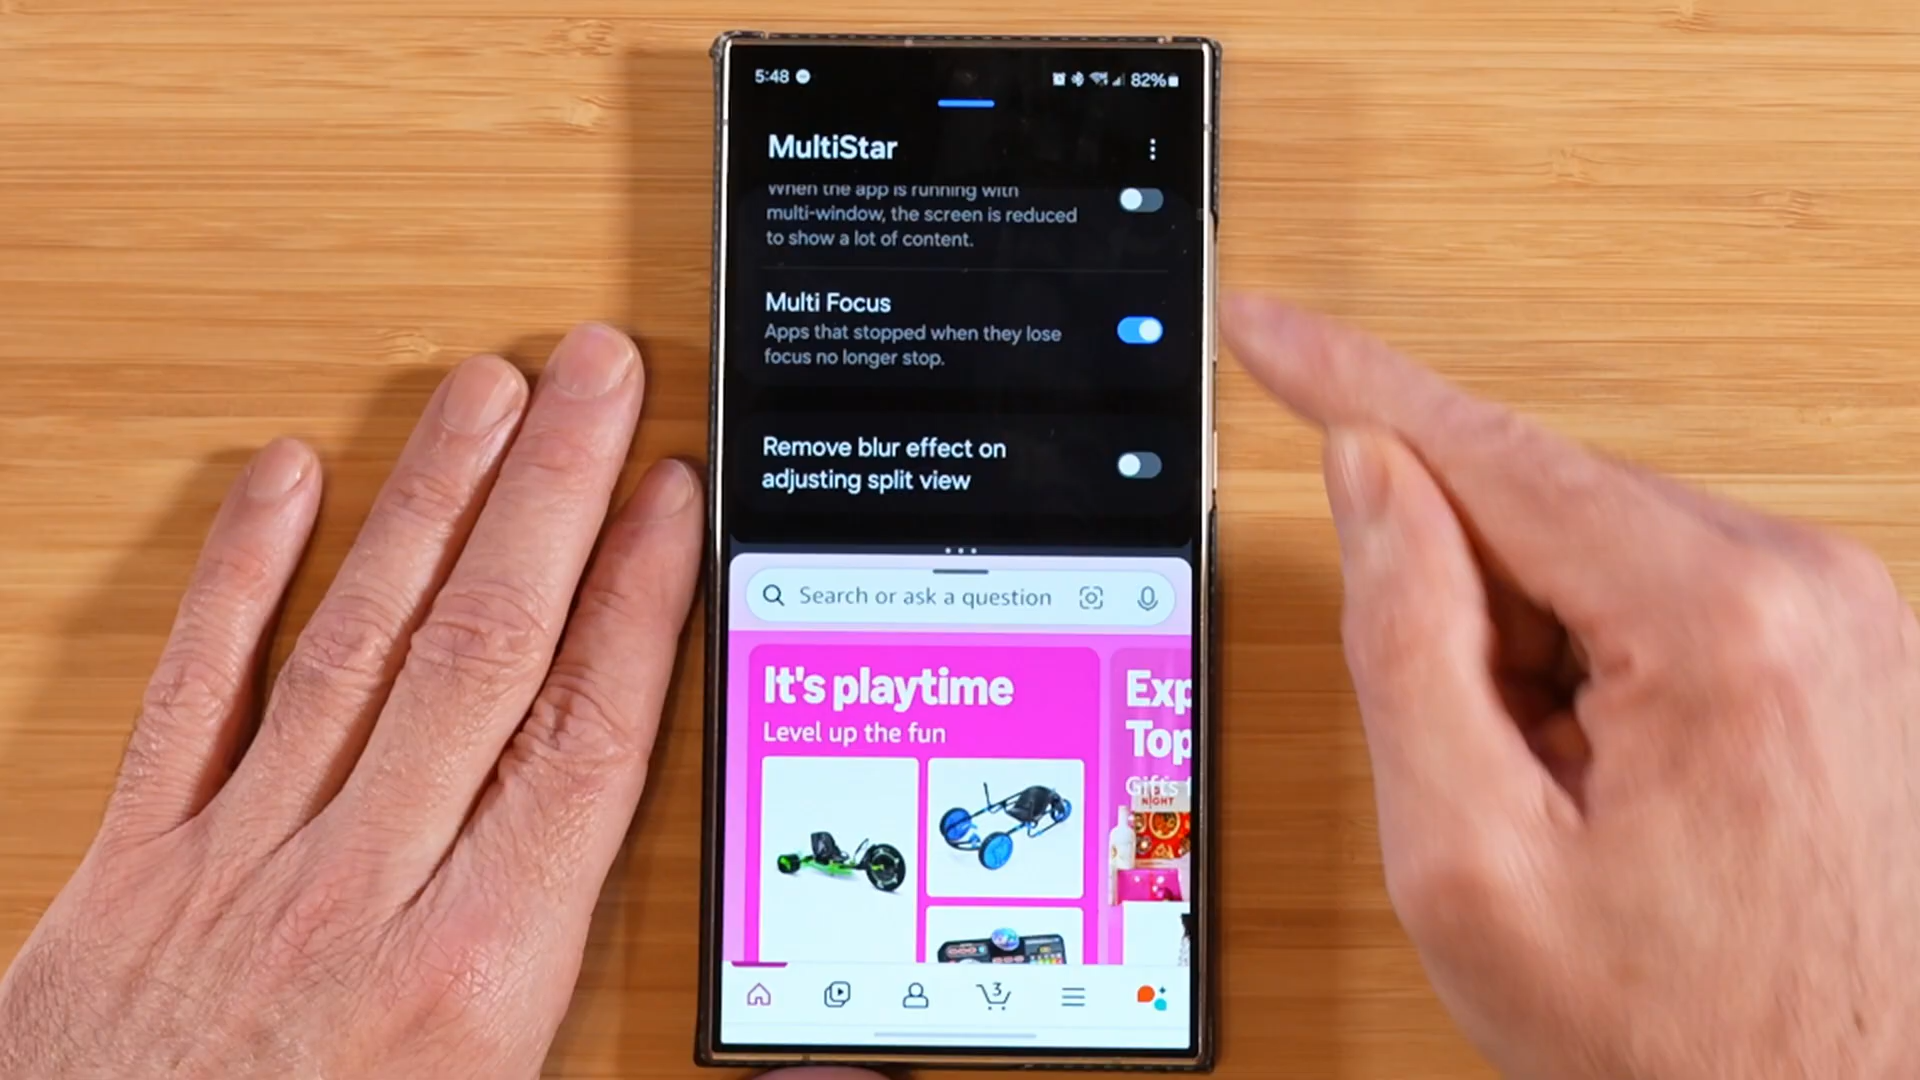 5:48
82%
MultiStar
When the app is running with
multi-window, the screen is reduced
to show a lot of content.
Multi Focus
Apps that stopped when they lose
focus no longer stop.
Remove blur effect on
adjusting split view
Search or ask a question
It's playtime
Level up the fun
Exp
Top
Gifts f
NIGHT
3